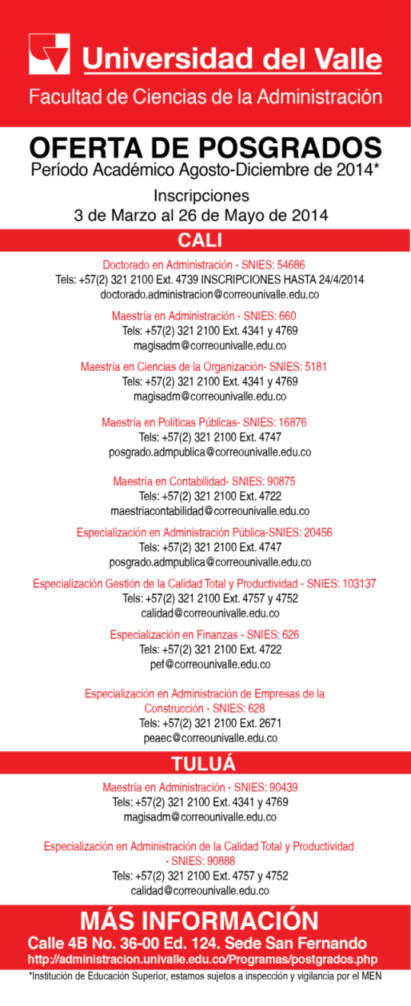 Universidad del Valle
Facultad de Ciencias de la Administración
OFERTA DE POSGRADOS
Período Académico Agosto-Diciembre de 2014*
Inscripciones
3 de Marzo al 26 de Mayo de 2014
CALI
Doctorado en Administración - SNIES: 54686
Tels: +57(2) 321 2100 Ext. 4739 INSCRIPCIONES HASTA 24/4/2014
doctorado.administracion@correounivalle.edu.co
Maestría en Administración - SNIES: 660
Tels: +57(2) 321 2100 Ext. 4341 y 4769
magisadm@correounivalle.edu.co
Maestría en Ciencias de la Organización- SNIES: 5181
Tels: +57(2) 321 2100 Ext. 4341 y 4769
magisadm@correounivalle.edu.co
Maestría en Políticas Públicas- SNIES: 16876
Tels: +57(2) 321 2100 Ext. 4747
posgrado.admpublica@correounivalle.edu.co
Maestría en Contabilidad- SNIES: 90875
Tels: +57(2) 321 2100 Ext. 4722
maestriacontabilidad@correounivalle.edu.co
Especialización en Administración Pública-SNIES: 20456
Tels: +57(2) 321 2100 Ext. 4747
posgrado.admpublica@correounivalle.edu.co
Especialización Gestión de la Calidad Total y Productividad - SNIES: 103137
Tels: +57(2) 321 2100 Ext. 4757 y 4752
calidad@correounivalle.edu.co
Especialización en Finanzas - SNIES: 626
Tels: +57(2) 321 2100 Ext. 4722
pef@correounivalle.edu.co
Especialización en Administración de Empresas de la
Construcción - SNIES: 628
Tels: +57(2) 321 2100 Ext. 2671
peaec@correounivalle.edu.co
TULUÁ
Maestría en Administración - SNIES: 90439
Tels: +57(2) 321 2100 Ext. 4341 y 4769
magisadm@correounivalle.edu.co
Especialización en Administración de la Calidad Total y Productividad
- SNIES: 90888
Tels: +57(2) 321 2100 Ext. 4757 y 4752
calidad@correounivalle.edu.co
MÁS INFORMACIÓN
Calle 4B No. 36-00 Ed. 124. Sede San Fernando
http://administracion.univalle.edu.co/Programas/postgrados.php
*Institución de Educación Superior, estamos sujetos a inspección y vigilancia por el MEN